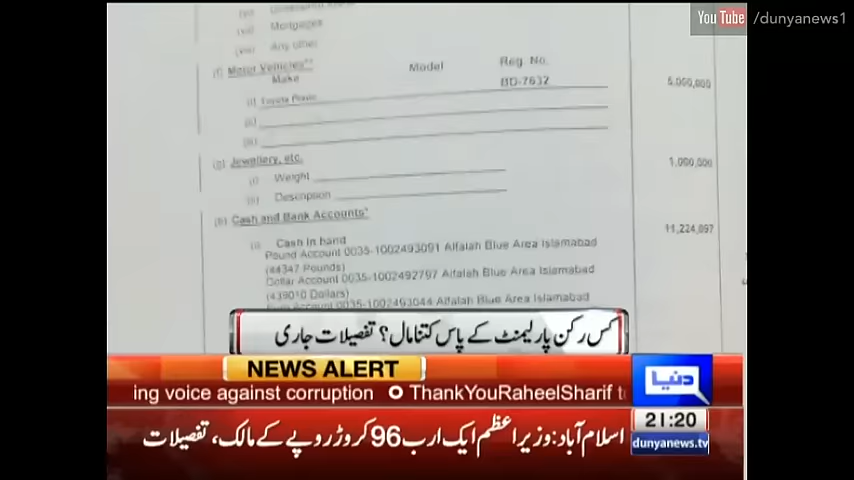 You Tube /dunyanews1
(vii) Mortgages
(viii) Any other
(f) Motor Vehicles**
Make Model Reg. No.
(i) Toyota Prado BD-7632 5,000,000
(ii)
(iii)
(g) Jewellery, etc. 1,000,000
(i) Weight
(ii) Description
(h) Cash and Bank Accounts*
(i) Cash in hand 11,224,097
Pound Account 0035-1002493091 Alfalah Blue Area Islamabad
(44347 Pounds)
Dollar Account 0035-1002492797 Alfalah Blue Area Islamabad
(439010 Dollars)
Account 0035-1002493044 Alfalah Blue Area Islamabad
کس رکن پارلیمنٹ کے پاس کتنا مال؟ تفصیلات جاری
NEWS ALERT
ing voice against corruption ThankYouRaheelSharif t
دنیا
21:20
dunyanews.tv
اسلام آباد: وزیراعظم ایک ارب 96 کروڑ روپے کے مالک، تفصیلات